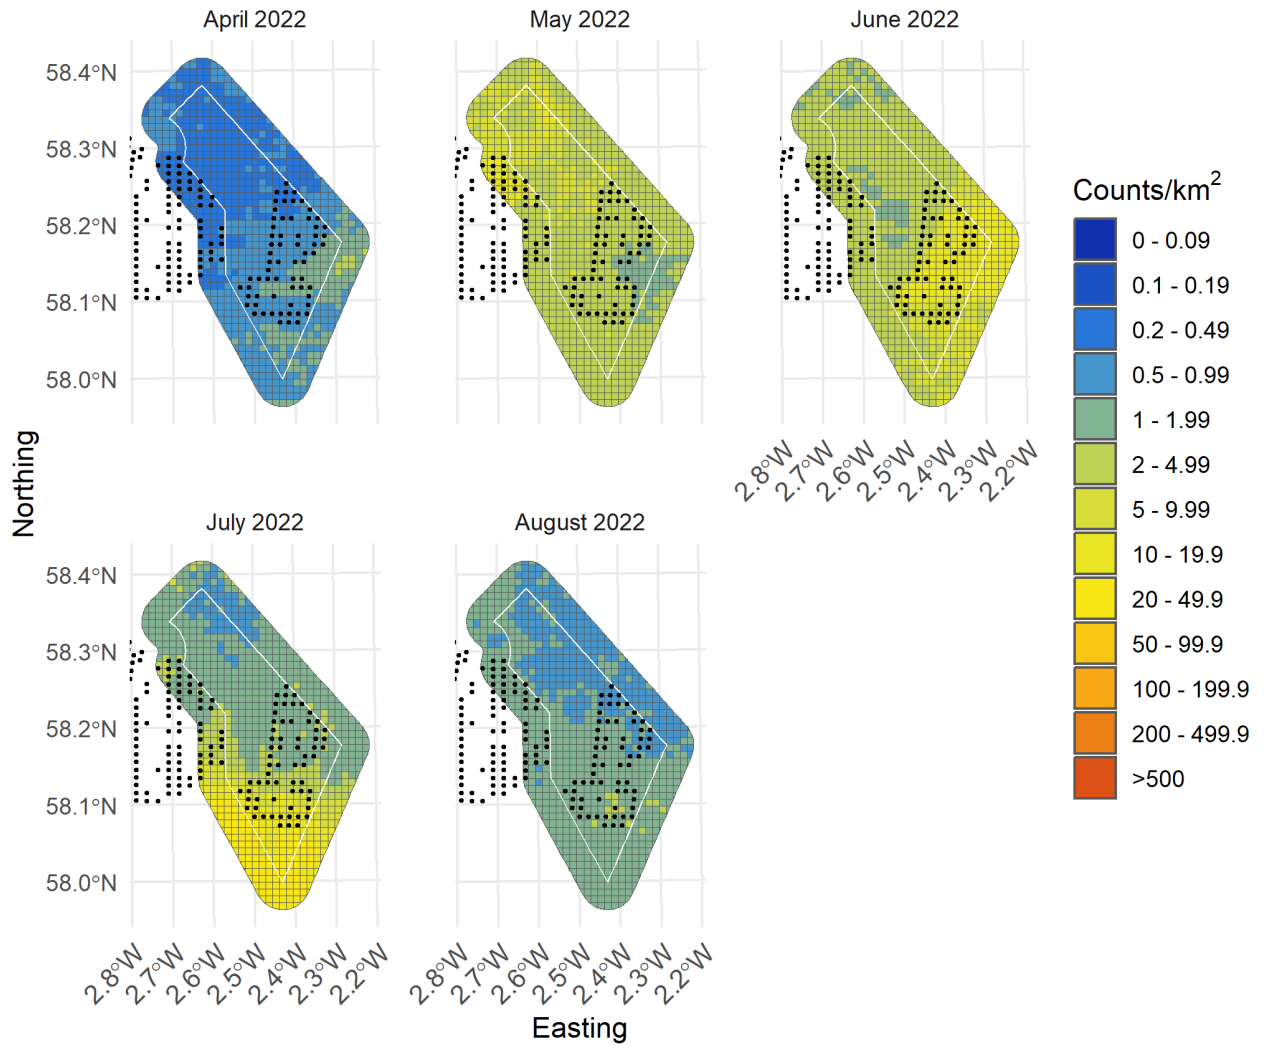 April 2022
May 2022
June 2022
58.4°N
58.3°N
58.2°N
58.1°N
58.0°N
2.8°W
2.7°W
2.6°W
2.5°W
2.4°W
2.3°W
2.2°W
Northing
July 2022
August 2022
58.4°N
58.3°N
58.2°N
58.1°N
58.0°N
2.8°W
2.7°W
2.6°W
2.5°W
2.4°W
2.3°W
2.2°W
2.8°W
2.7°W
2.6°W
2.5°W
2.4°W
2.3°W
2.2°W
Easting
Counts/km²
0 - 0.09
0.1 - 0.19
0.2 - 0.49
0.5 - 0.99
1 - 1.99
2 - 4.99
5 - 9.99
10 - 19.9
20 - 49.9
50 - 99.9
100 - 199.9
200 - 499.9
>500